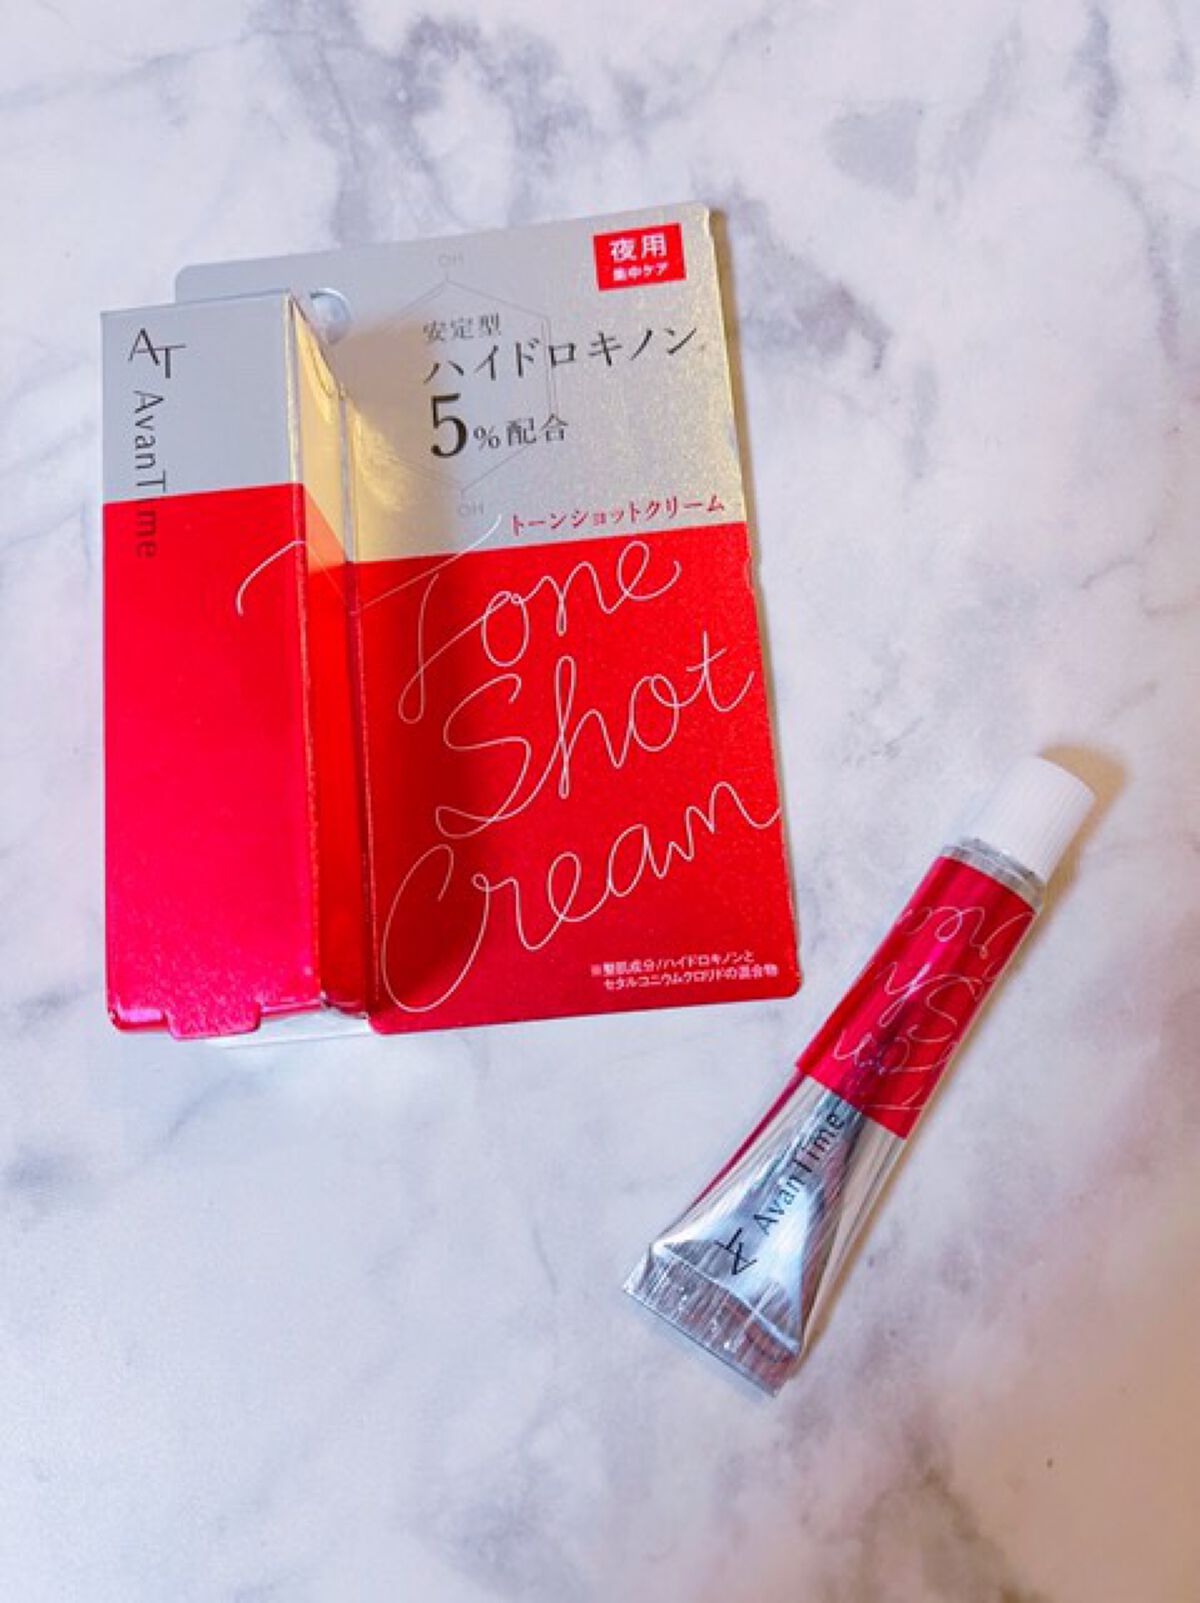 AT
AvanTime
夜用
集中ケア
OH
安定型
ハイドロキノン
5%配合
OH
トーンショットクリーム
Tone
Shot
Cream
※整肌成分/ハイドロキノンと
セタルコニウムクロリドの混合物
AT AvanTime